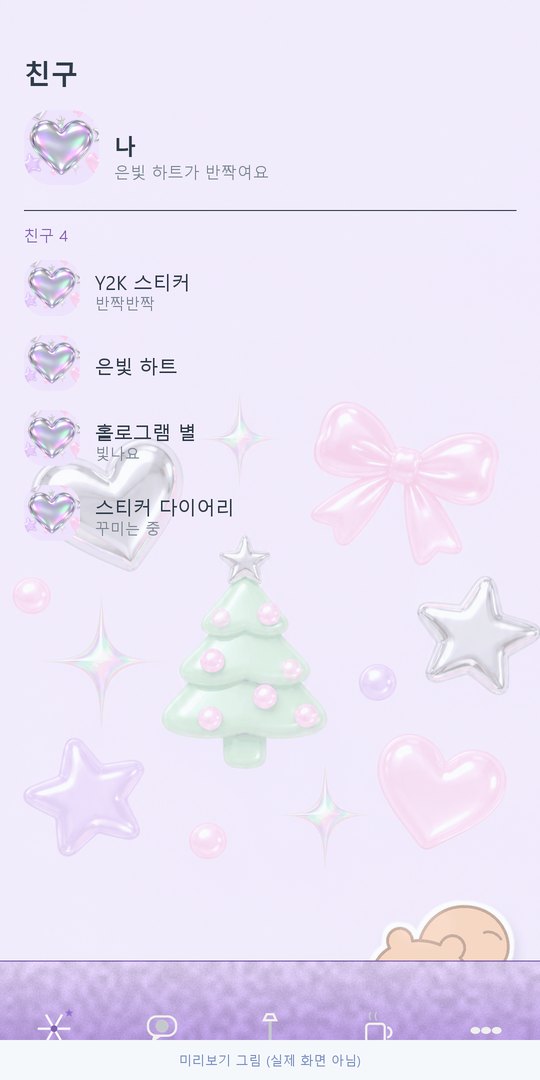 친구
나
은빛 하트가 반짝여요
친구 4
Y2K 스티커
반짝반짝
은빛 하트
홀로그램 별
빛나요
스티커 다이어리
꾸미는 중
미리보기 그림 (실제 화면 아님)